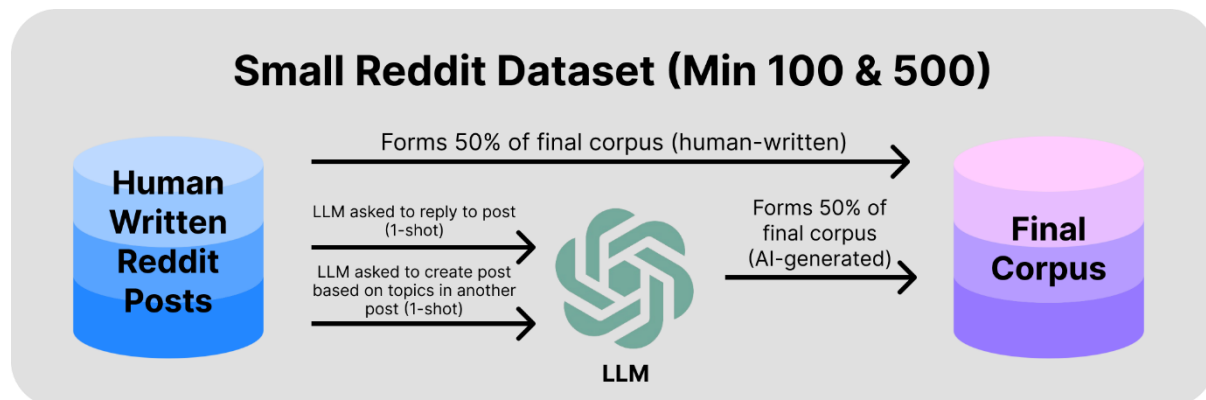 Small Reddit Dataset (Min 100 & 500)
Forms 50% of final corpus (human-written)
Human
Written
Reddit
Posts
LLM asked to reply to post
(1-shot)
LLM asked to create post
based on topics in another
post (1-shot)
LLM
Forms 50% of
final corpus
(AI-generated)
Final
Corpus